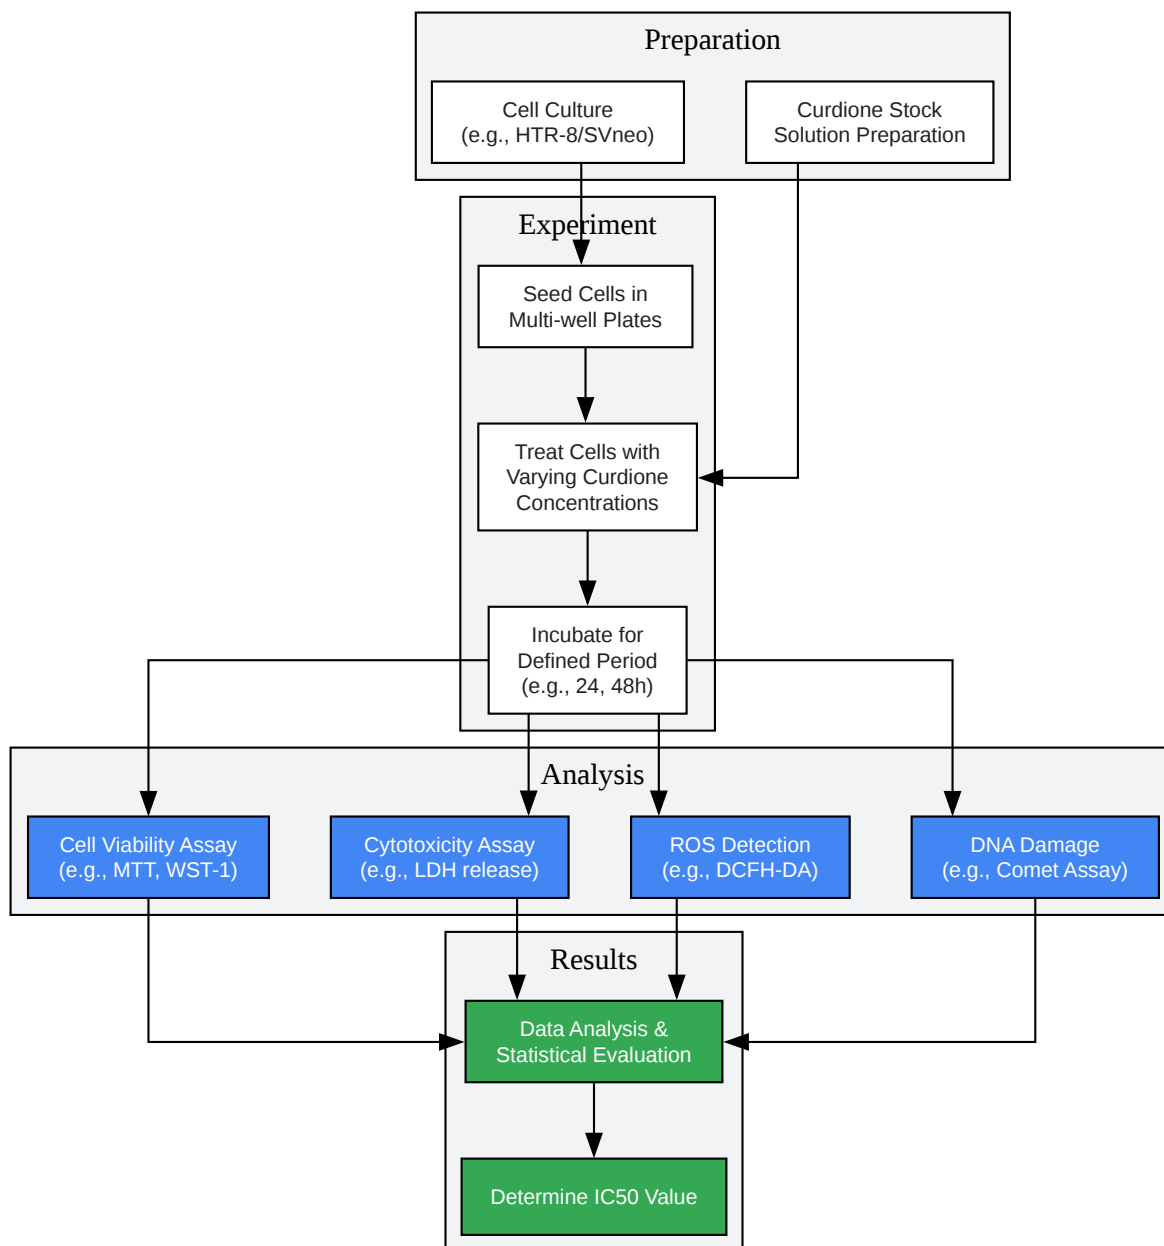 Preparation
Cell Culture
(e.g., HTR-8/SVneo)
Curdione Stock
Solution Preparation
Experiment
Seed Cells in
Multi-well Plates
Treat Cells with
Varying Curdione
Concentrations
Incubate for
Defined Period
(e.g., 24, 48h)
Analysis
Cell Viability Assay
(e.g., MTT, WST-1)
Cytotoxicity Assay
(e.g., LDH release)
ROS Detection
(e.g., DCFH-DA)
DNA Damage
(e.g., Comet Assay)
Results
Data Analysis &
Statistical Evaluation
Determine IC50 Value